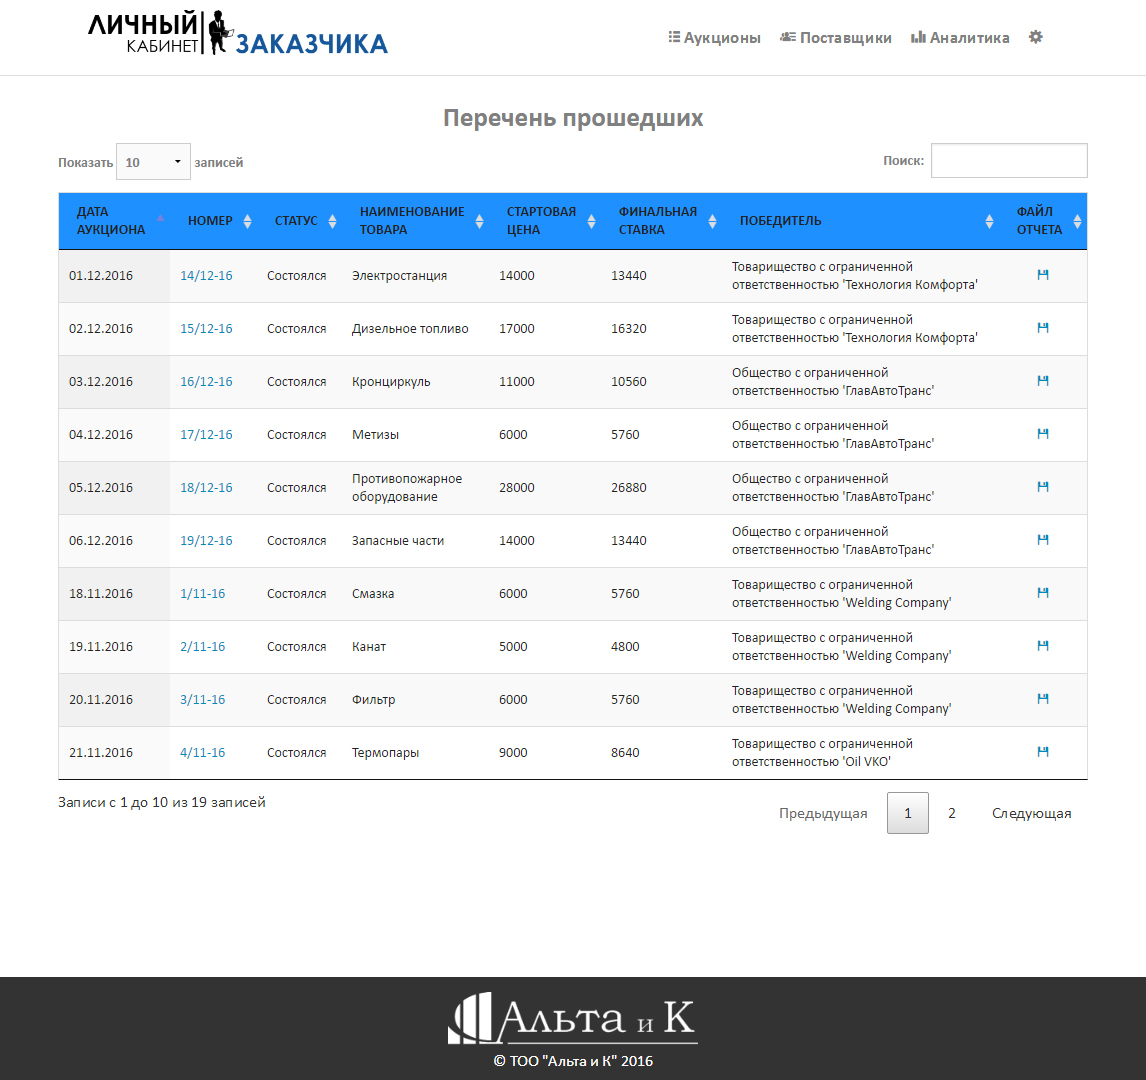 ЛИЧНЫЙ
КАБИНЕТ
ЗАКАЗЧИКА
Аукционы Поставщики Аналитика
Перечень прошедших
Показать 10 записей Поиск:
ДАТА АУКЦИОНА НОМЕР СТАТУС НАИМЕНОВАНИЕ ТОВАРА СТАРТОВАЯ ЦЕНА ФИНАЛЬНАЯ СТАВКА ПОБЕДИТЕЛЬ ФАЙЛ ОТЧЕТА
01.12.2016 14/12-16 Состоялся Электростанция 14000 13440 Товарищество с ограниченной ответственностью 'Технология Комфорта'
02.12.2016 15/12-16 Состоялся Дизельное топливо 17000 16320 Товарищество с ограниченной ответственностью 'Технология Комфорта'
03.12.2016 16/12-16 Состоялся Кронциркуль 11000 10560 Общество с ограниченной ответственностью 'ГлавАвтоТранс'
04.12.2016 17/12-16 Состоялся Метизы 6000 5760 Общество с ограниченной ответственностью 'ГлавАвтоТранс'
05.12.2016 18/12-16 Состоялся Противопожарное оборудование 28000 26880 Общество с ограниченной ответственностью 'ГлавАвтоТранс'
06.12.2016 19/12-16 Состоялся Запасные части 14000 13440 Общество с ограниченной ответственностью 'ГлавАвтоТранс'
18.11.2016 1/11-16 Состоялся Смазка 6000 5760 Товарищество с ограниченной ответственностью 'Welding Company'
19.11.2016 2/11-16 Состоялся Канат 5000 4800 Товарищество с ограниченной ответственностью 'Welding Company'
20.11.2016 3/11-16 Состоялся Фильтр 6000 5760 Товарищество с ограниченной ответственностью 'Welding Company'
21.11.2016 4/11-16 Состоялся Термопары 9000 8640 Товарищество с ограниченной ответственностью 'Oil VKO'
Записи с 1 до 10 из 19 записей
Предыдущая 1 2 Следующая
Альта и К
© ТОО "Альта и К" 2016